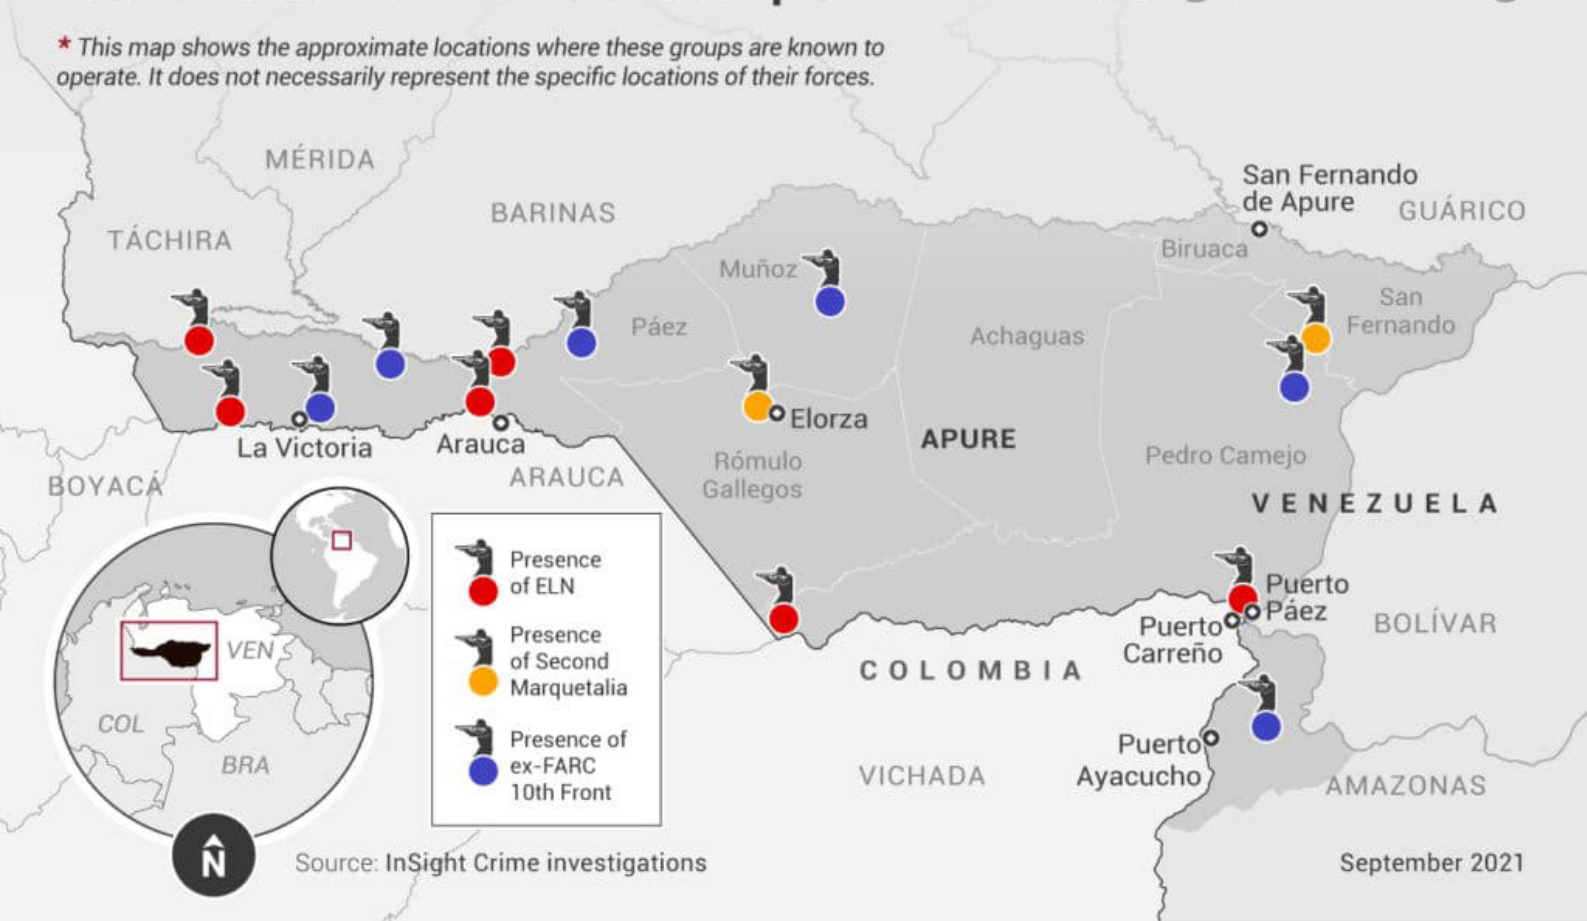 * This map shows the approximate locations where these groups are known to
operate. It does not necessarily represent the specific locations of their forces.
MÉRIDA
TÁCHIRA
BARINAS
San Fernando
de Apure
GUÁRICO
Biruaca
Muñoz
Páez
Achaguas
San
Fernando
Elorza
APURE
La Victoria
Arauca
ARAUCA
BOYACÁ
Rómulo
Gallegos
Pedro Camejo
VENEZUELA
Presence
of ELN
Presence
of Second
Marquetalia
Presence of
ex-FARC
10th Front
VEN
COL
BRA
N
Puerto
Páez
Puerto
Carreño
BOLÍVAR
COLOMBIA
Puerto
Ayacucho
VICHADA
AMAZONAS
Source: InSight Crime investigations
September 2021